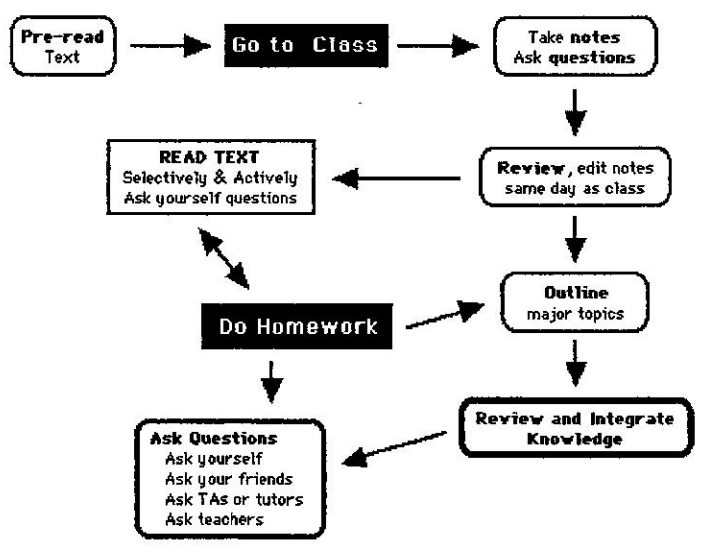 Pre-read
Text
Go to Class
Take notes
Ask questions
READ TEXT
Selectively & Actively
Ask yourself questions
Review, edit notes
same day as class
Do Homework
Outline
major topics
Ask Questions
Ask yourself
Ask your friends
Ask TAs or tutors
Ask teachers
Review and Integrate
Knowledge